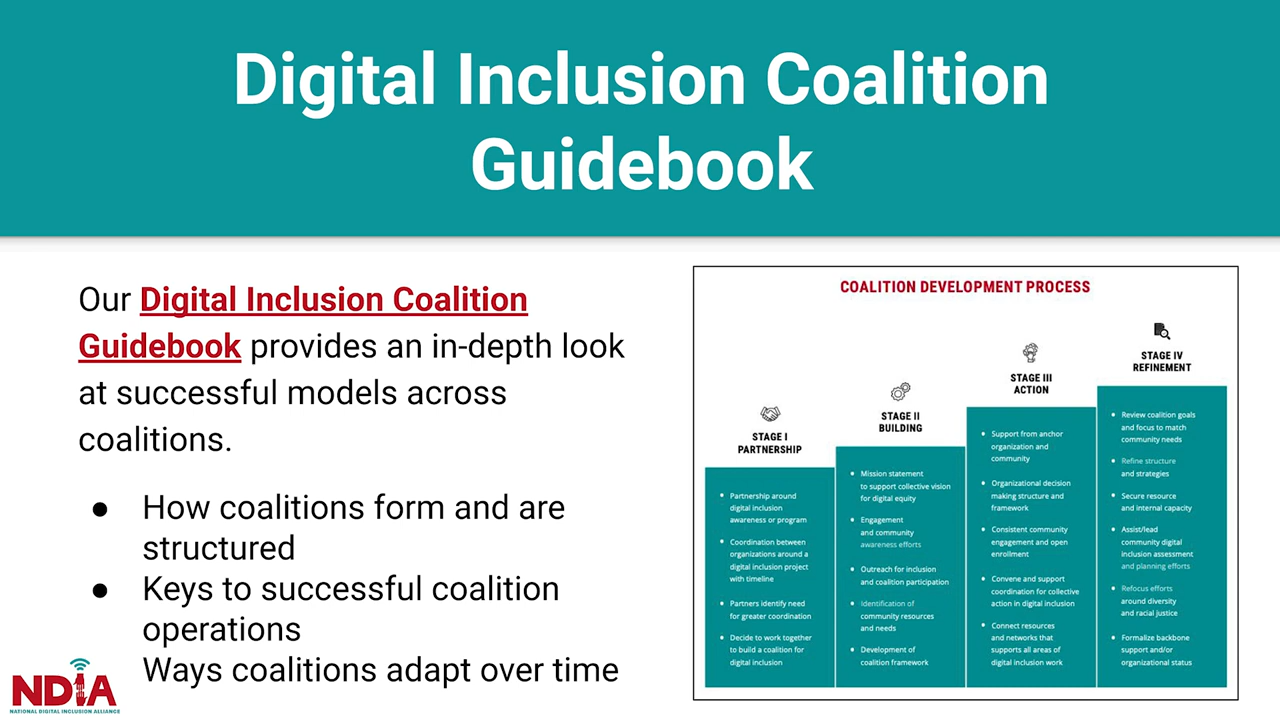 Digital Inclusion Coalition
Guidebook
Our Digital Inclusion Coalition
Guidebook provides an in-depth look
at successful models across
coalitions.
● How coalitions form and are
structured
● Keys to successful coalition
operations
Ways coalitions adapt over time
NDIA
NATIONAL DIGITAL INCLUSION ALLIANCE
COALITION DEVELOPMENT PROCESS
STAGE I
PARTNERSHIP
• Partnership around
digital inclusion
awareness or program
• Coordination between
organizations around a
digital inclusion project
with timeline
• Partners identify need
for greater coordination
• Decide to work together
to build a coalition for
digital inclusion
STAGE II
BUILDING
• Mission statement
to support collective vision
for digital equity
• Engagement
and community
awareness efforts
• Outreach for inclusion
and coalition participation
• Identification of
community resources
and needs
• Development of
coalition framework
STAGE III
ACTION
• Support from anchor
organization and
community
• Organizational decision
making structure and
framework
• Consistent community
engagement and open
enrollment
• Convene and support
coordination for collective
action in digital inclusion
• Connect resources
and networks that
supports all areas of
digital inclusion work
STAGE IV
REFINEMENT
• Review coalition goals
and focus to match
community needs
• Refine structure
and strategies
• Secure resource
and internal capacity
• Assist/lead
community digital
inclusion assessment
and planning efforts
• Refocus efforts
around diversity
and racial justice
• Formalize backbone
support and/or
organizational status